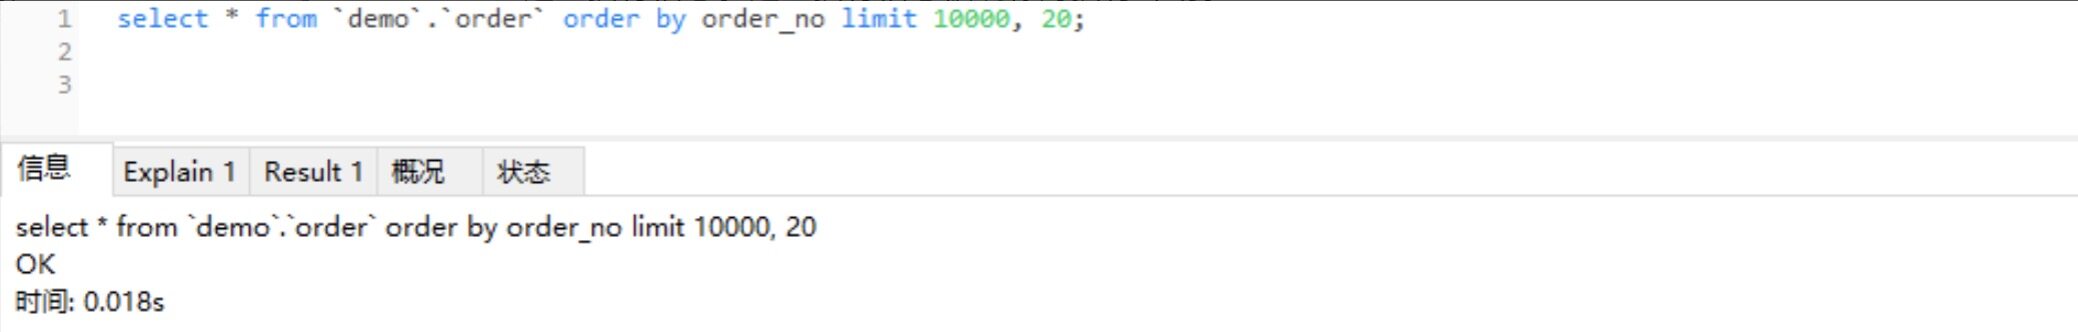 1 select * from `demo`.`order` order by order_no limit 10000, 20;
2
3
信息 Explain 1 Result 1 概况 状态
select * from `demo`.`order` order by order_no limit 10000, 20
OK
时间: 0.018s